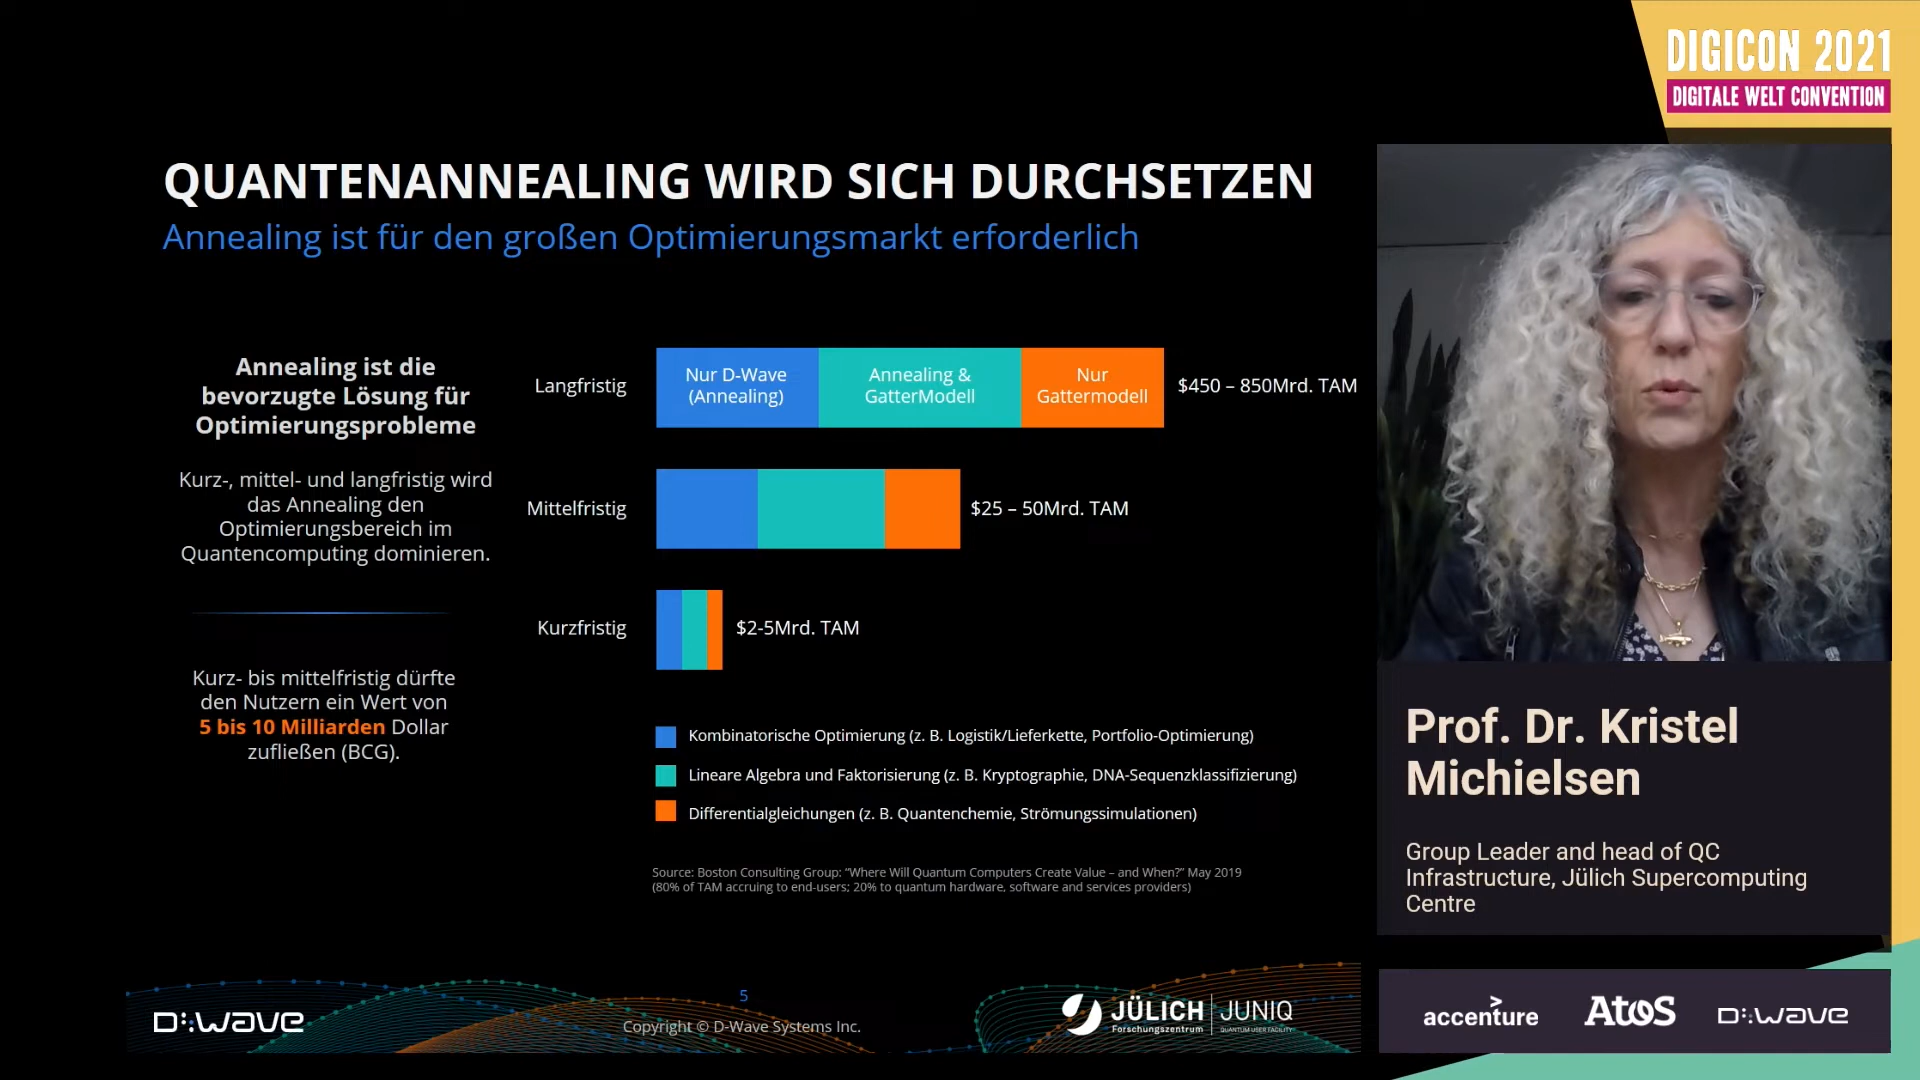 DIGICON 2021
DIGITALE WELT CONVENTION
QUANTENANNEALING WIRD SICH DURCHSETZEN
Annealing ist für den großen Optimierungsmarkt erforderlich
Annealing ist die
bevorzugte Lösung für
Optimierungsprobleme
Kurz-, mittel- und langfristig wird
das Annealing den
Optimierungsbereich im
Quantencomputing dominieren.
Kurz- bis mittelfristig dürfte
den Nutzern ein Wert von
5 bis 10 Milliarden Dollar
zufließen (BCG).
Langfristig
Nur D-Wave
(Annealing)
Annealing &
GatterModell
Nur
Gattermodell
$450 – 850Mrd. TAM
Mittelfristig
$25 – 50Mrd. TAM
Kurzfristig
$2-5Mrd. TAM
Kombinatorische Optimierung (z. B. Logistik/Lieferkette, Portfolio-Optimierung)
Lineare Algebra und Faktorisierung (z. B. Kryptographie, DNA-Sequenzklassifizierung)
Differentialgleichungen (z. B. Quantenchemie, Strömungssimulationen)
Source: Boston Consulting Group: “Where Will Quantum Computers Create Value – and When?” May 2019
(80% of TAM accruing to end-users; 20% to quantum hardware, software and services providers)
5
D:wave
Copyright © D-Wave Systems Inc.
JÜLICH
Forschungszentrum
JUNIQ
QUANTUM USER FACILITY
Prof. Dr. Kristel
Michielsen
Group Leader and head of QC
Infrastructure, Jülich Supercomputing
Centre
accenture
Atos
D:wave